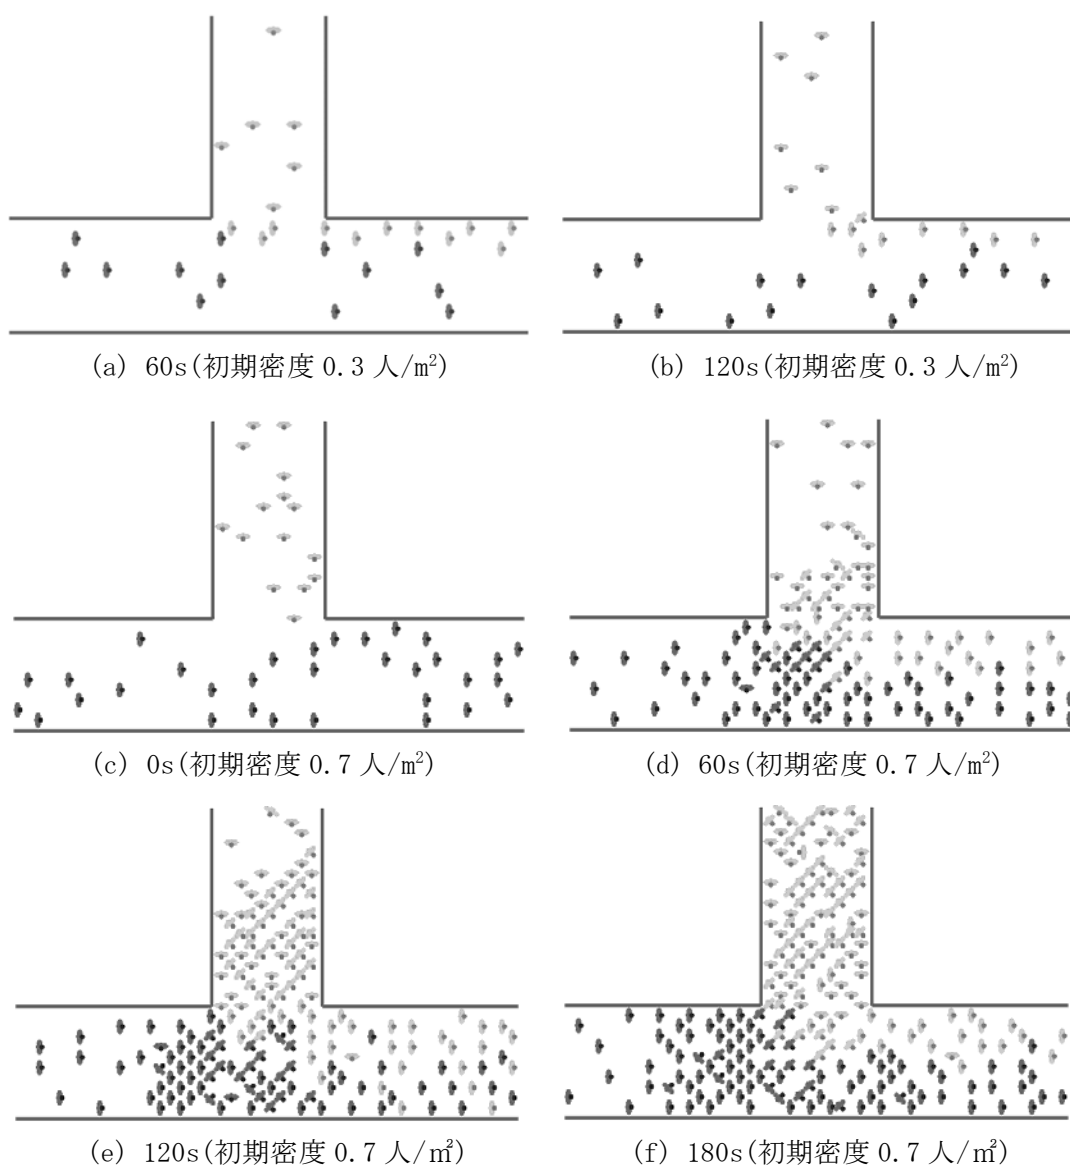 (a) 60s(初期密度 0.3 人/m²)
(b) 120s(初期密度 0.3 人/m²)
(c) 0s(初期密度 0.7 人/m²)
(d) 60s(初期密度 0.7 人/m²)
(e) 120s(初期密度 0.7 人/㎡)
(f) 180s(初期密度 0.7 人/㎡)